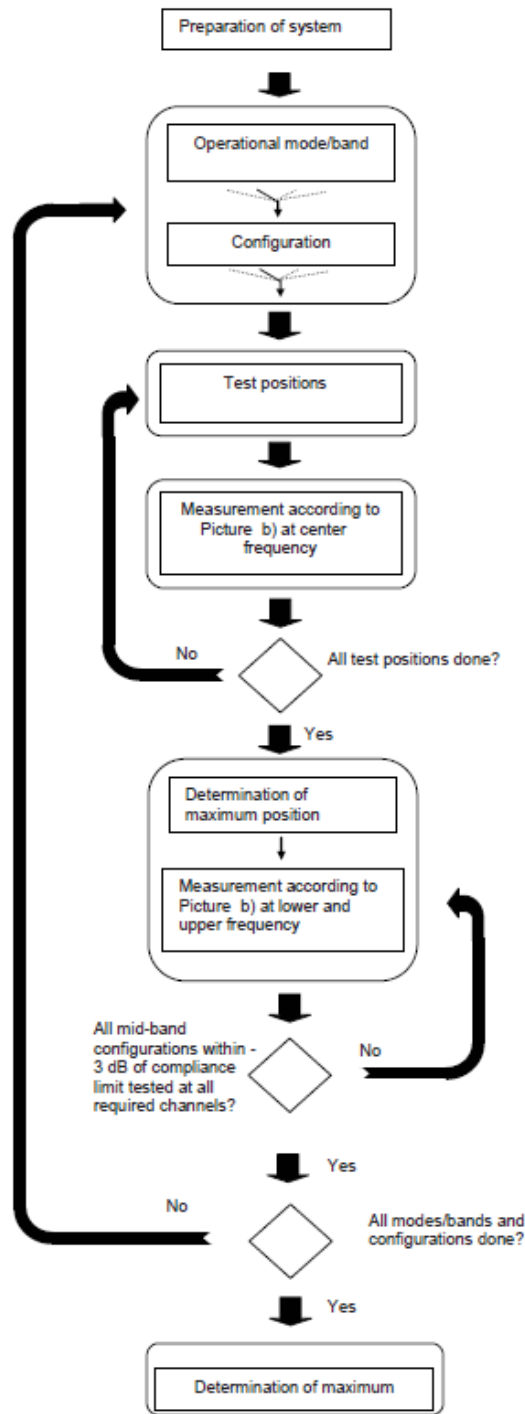 Preparation of system
Operational mode/band
Configuration
Test positions
Measurement according to
Picture b) at center
frequency
No
All test positions done?
Yes
Determination of
maximum position
Measurement according to
Picture b) at lower and
upper frequency
All mid-band
configurations within -
3 dB of compliance
limit tested at all
required channels?
No
Yes
No
All modes/bands and
configurations done?
Yes
Determination of maximum